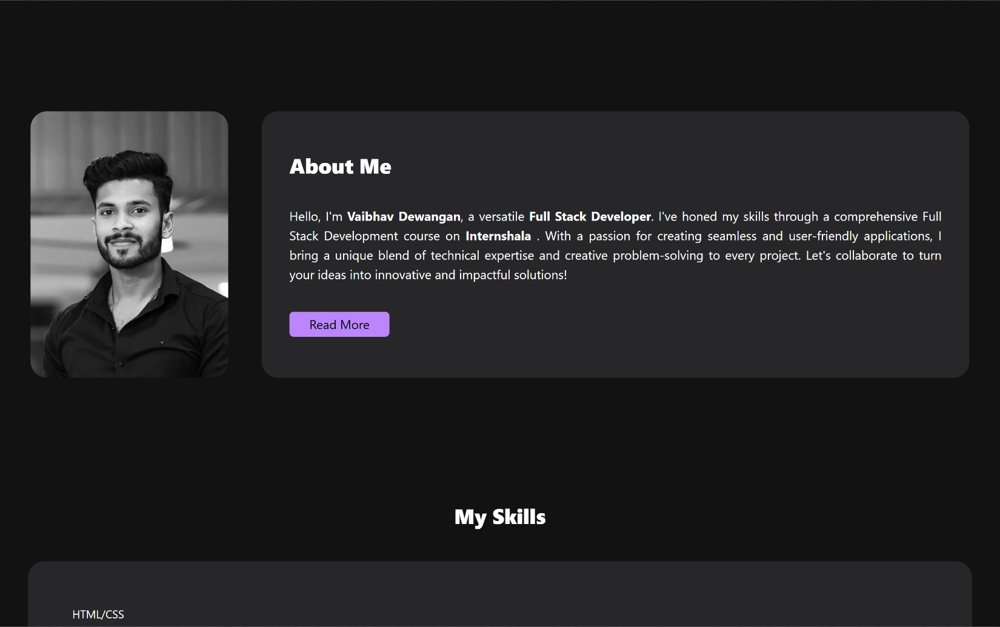 About Me
Hello, I'm Vaibhav Dewangan, a versatile Full Stack Developer. I've honed my skills through a comprehensive Full
Stack Development course on Internshala . With a passion for creating seamless and user-friendly applications, I
bring a unique blend of technical expertise and creative problem-solving to every project. Let's collaborate to turn
your ideas into innovative and impactful solutions!
Read More
My Skills
HTML/CSS